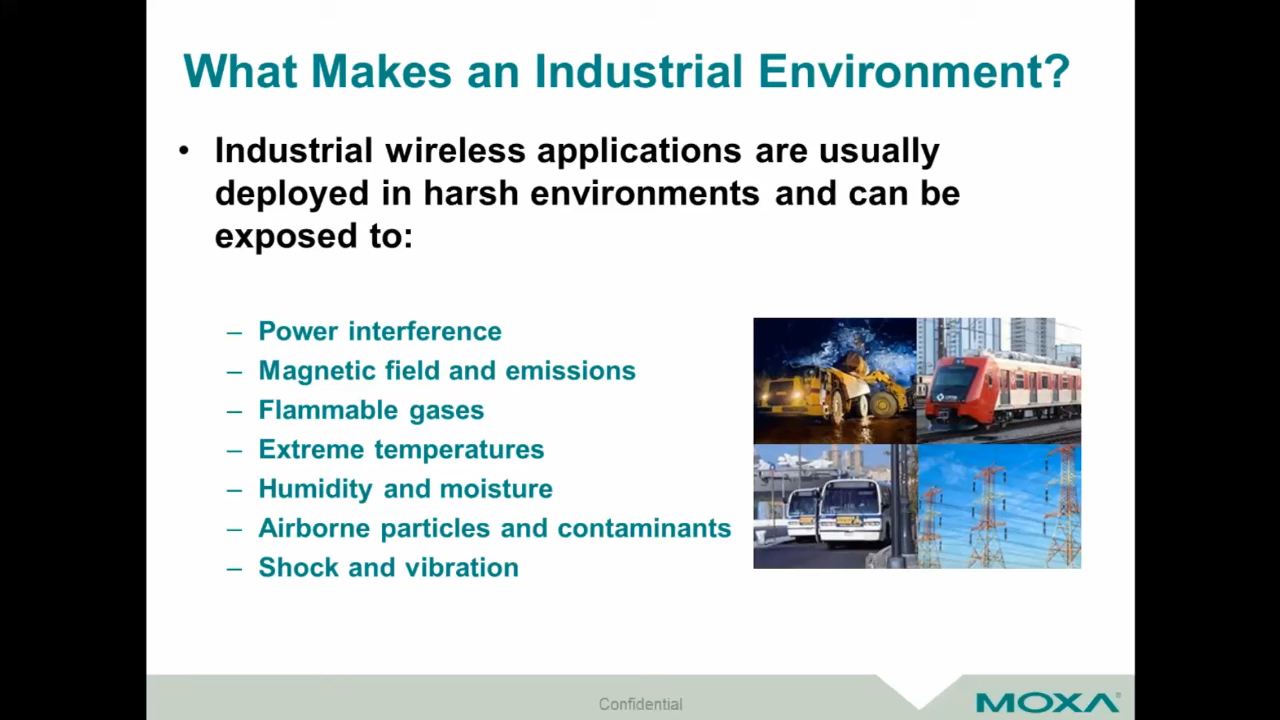 What Makes an Industrial Environment?
• Industrial wireless applications are usually
deployed in harsh environments and can be
exposed to:
– Power interference
– Magnetic field and emissions
– Flammable gases
– Extreme temperatures
– Humidity and moisture
– Airborne particles and contaminants
– Shock and vibration
Confidential
MOXA®